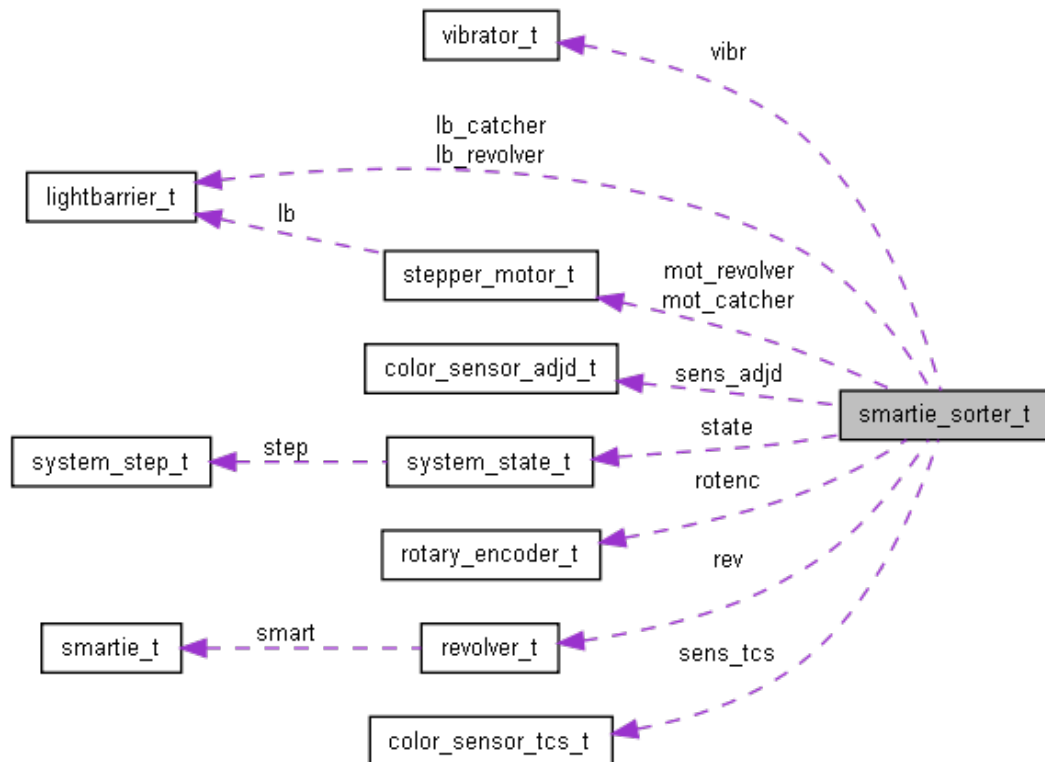 vibrator_t
vibr
lb_catcher
lb_revolver
lightbarrier_t
lb
stepper_motor_t
mot_revolver
mot_catcher
color_sensor_adjd_t
sens_adjd
smartie_sorter_t
system_step_t
step
system_state_t
state
rotenc
rotary_encoder_t
rev
smartie_t
smart
revolver_t
sens_tcs
color_sensor_tcs_t